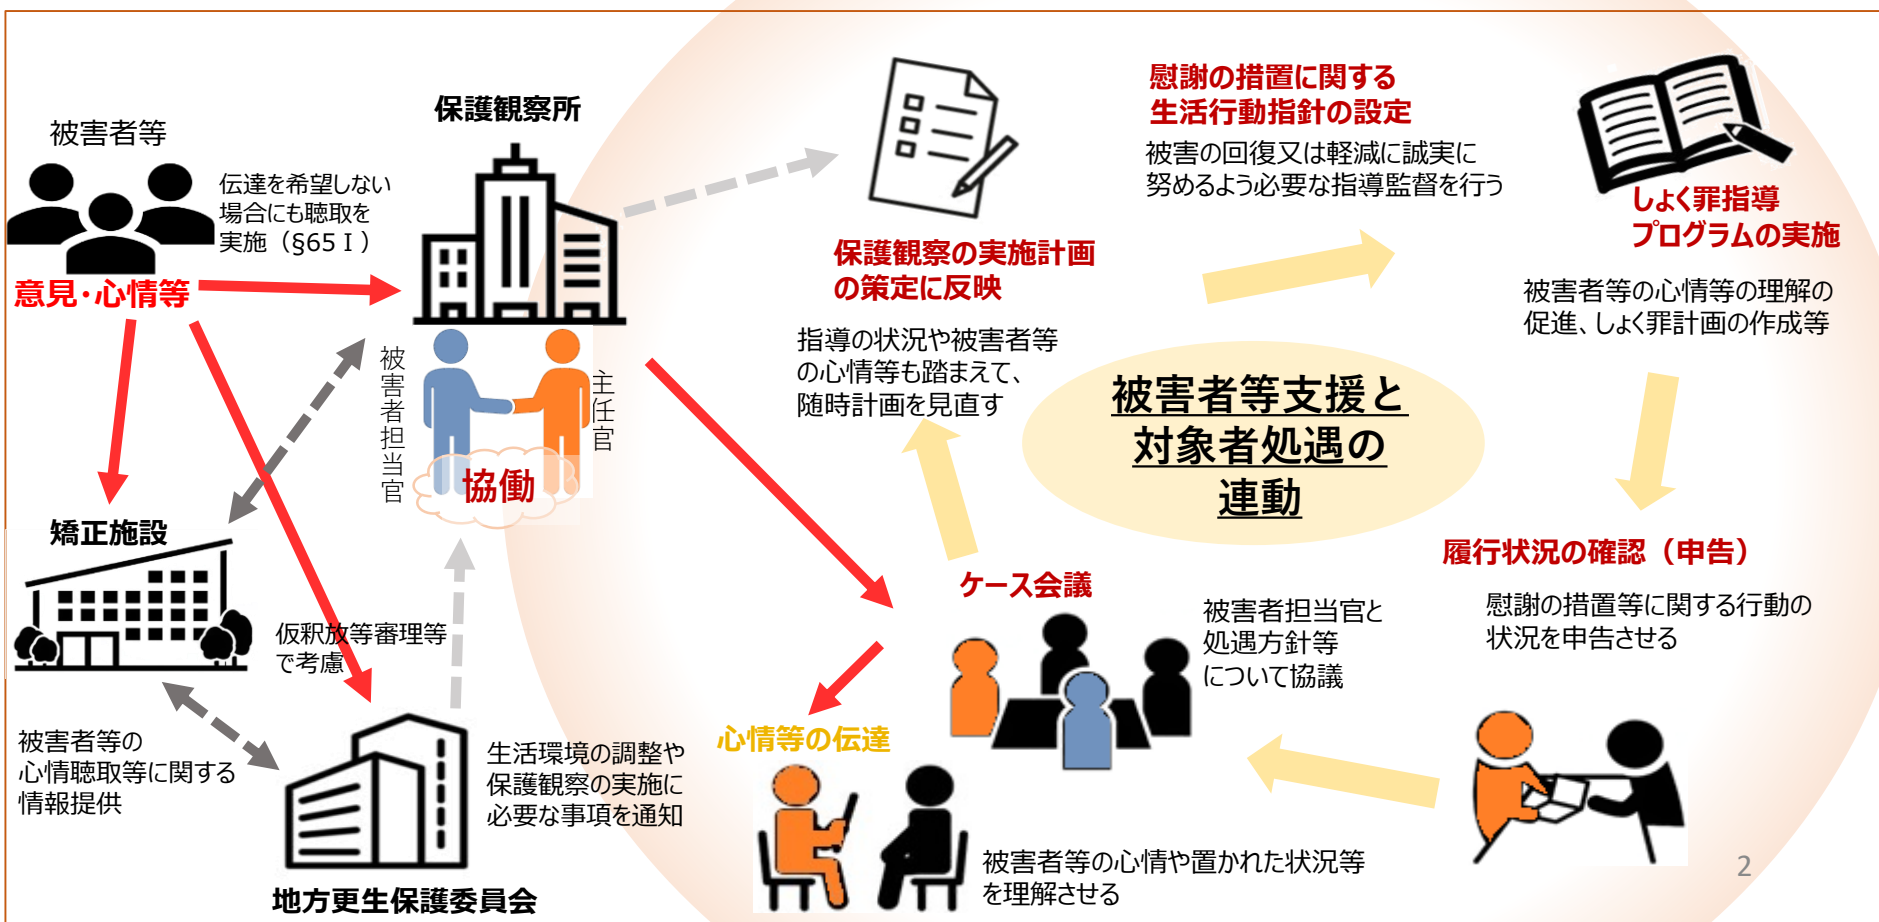 被害者等
伝達を希望しない
場合にも聴取を
実施（§65Ⅰ）
意見・心情等
保護観察所
被害者担当官
主任官
協働
矯正施設
仮釈放等審理等
で考慮
被害者等の
心情聴取等に関する
情報提供
生活環境の調整や
保護観察の実施に
必要な事項を通知
地方更生保護委員会
保護観察の実施計画
の策定に反映
指導の状況や被害者等
の心情等も踏まえて、
随時計画を見直す
慰謝の措置に関する
生活行動指針の設定
被害の回復又は軽減に誠実に
努めるよう必要な指導監督を行う
しょく罪指導
プログラムの実施
被害者等の心情等の理解の
促進、しょく罪計画の作成等
被害者等支援と
対象者処遇の
連動
履行状況の確認（申告）
慰謝の措置等に関する行動の
状況を申告させる
ケース会議
被害者担当官と
処遇方針等
について協議
心情等の伝達
被害者等の心情や置かれた状況等
を理解させる
2